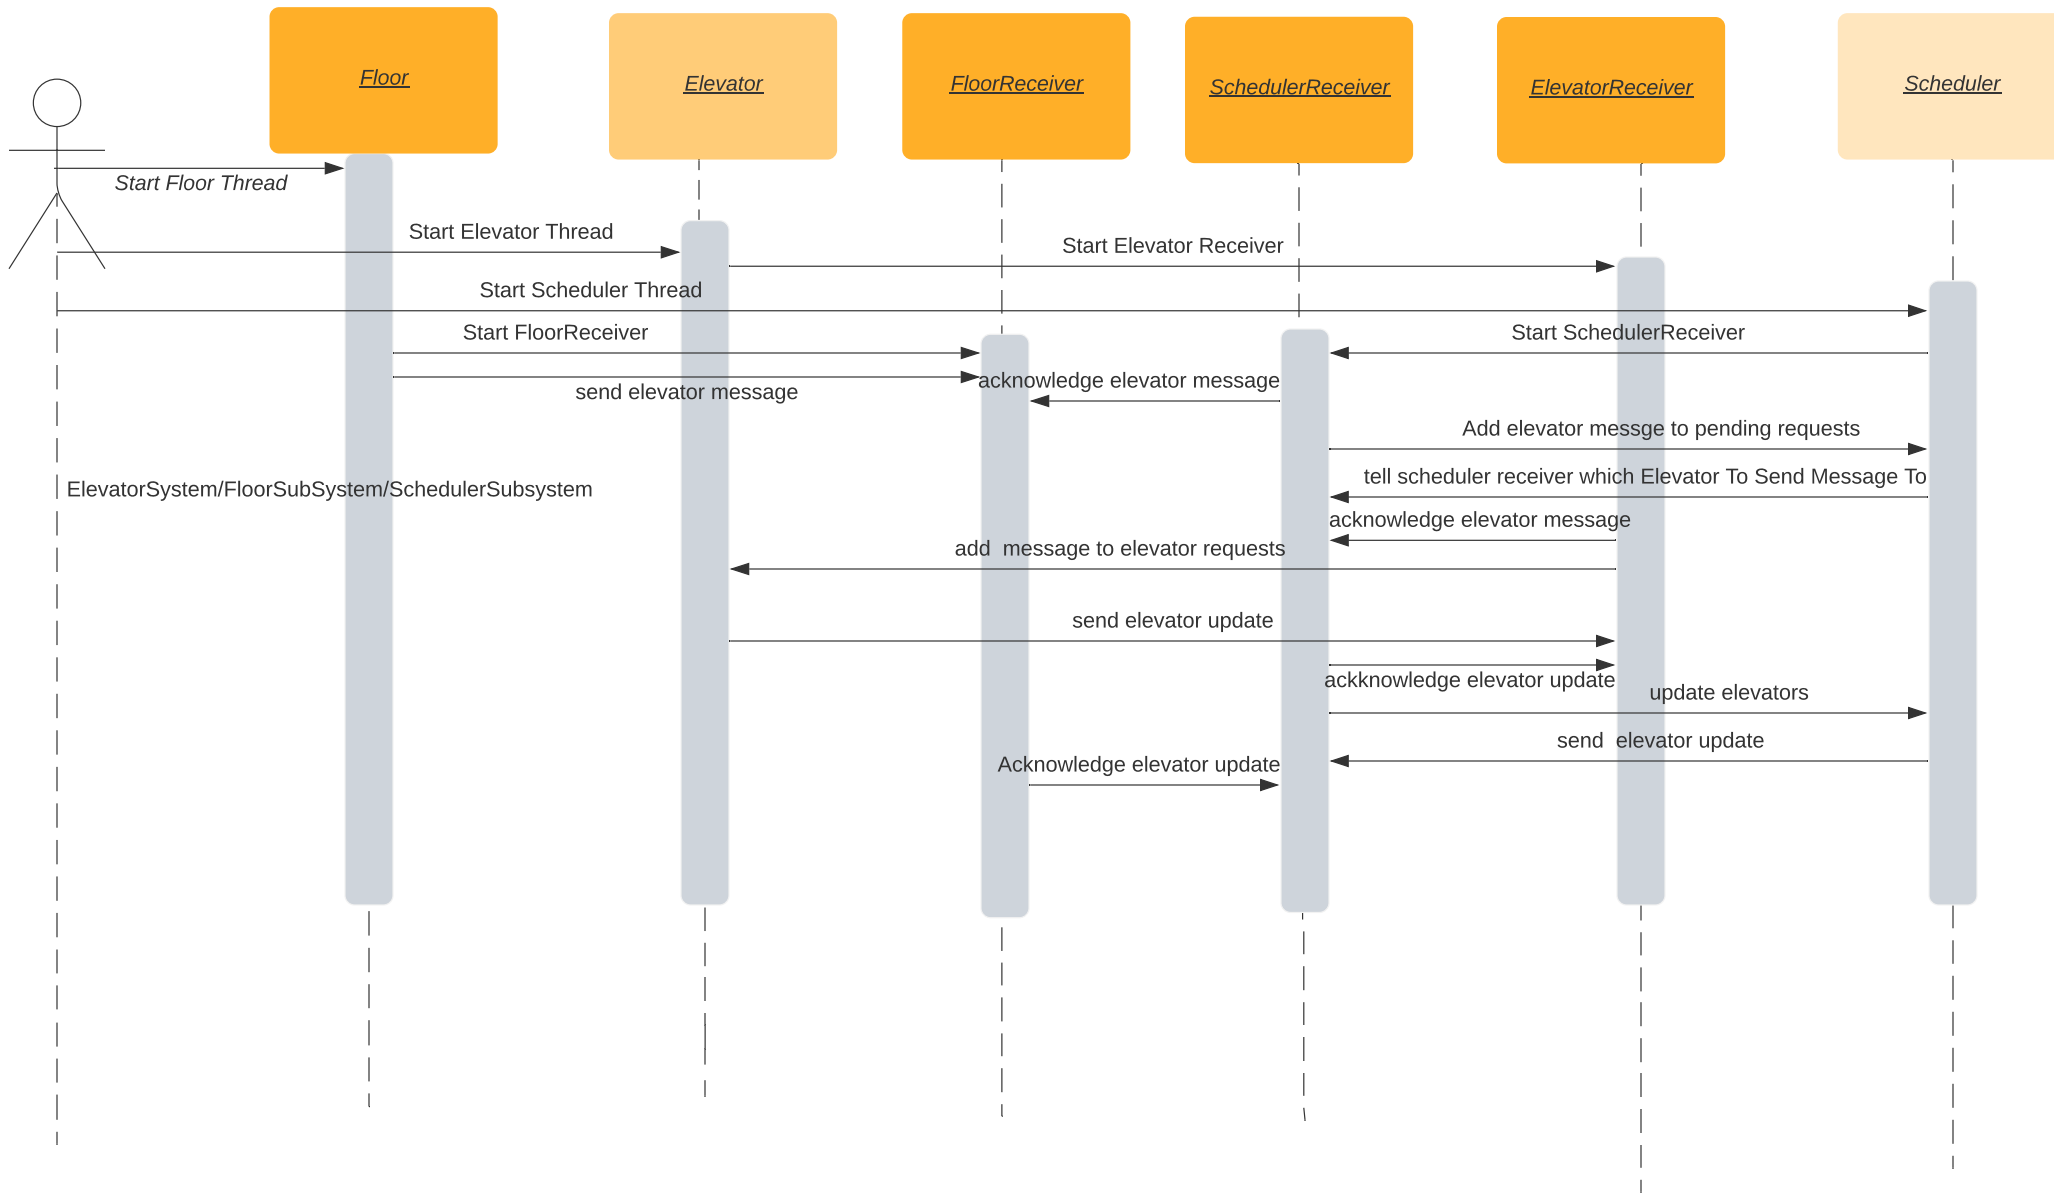 Floor
Elevator
FloorReceiver
SchedulerReceiver
ElevatorReceiver
Scheduler
Start Floor Thread
Start Elevator Thread
Start Elevator Receiver
Start Scheduler Thread
Start FloorReceiver
Start SchedulerReceiver
send elevator message
acknowledge elevator message
Add elevator messge to pending requests
tell scheduler receiver which Elevator To Send Message To
ElevatorSystem/FloorSubSystem/SchedulerSubsystem
acknowledge elevator message
add  message to elevator requests
send elevator update
ackknowledge elevator update
update elevators
send  elevator update
Acknowledge elevator update